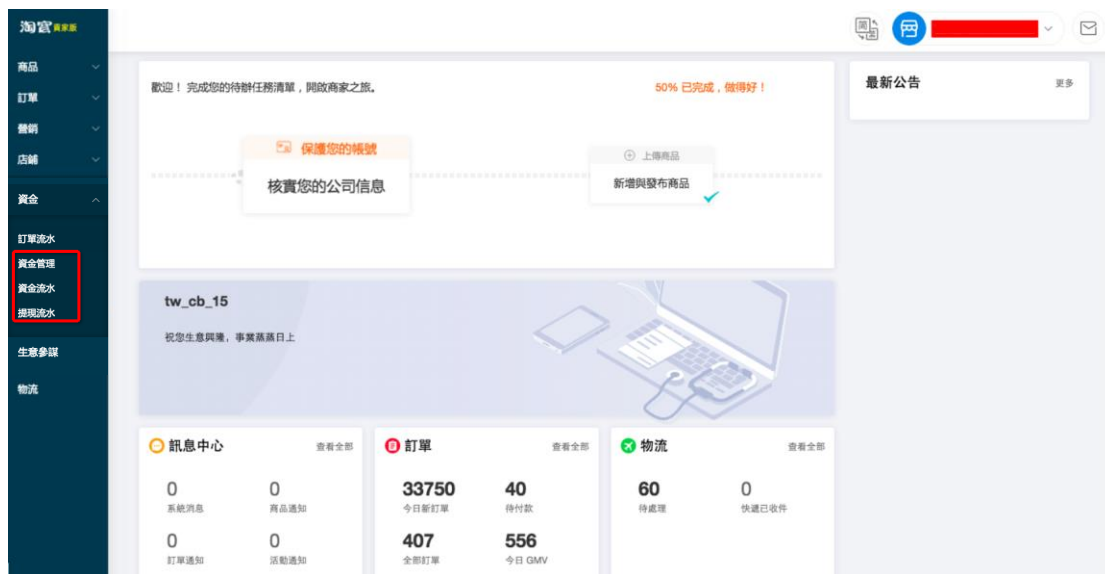 淘宮 賣家版
簡 繁
商品
訂單
營銷
店鋪
資金
訂單流水
資金管理
資金流水
提現流水
生意參謀
物流
歡迎！完成您的待辦任務清單，開啟商家之旅。
50% 已完成，做得好！
保護您的帳號
核實您的公司信息
上傳商品
新增與發布商品
最新公告
更多
tw_cb_15
祝您生意興隆，事業蒸蒸日上
訊息中心 查看全部
0 0
系統消息 商品通知
0 0
訂單通知 活動通知
訂單 查看全部
33750 40
今日新訂單 待付款
407 556
全部訂單 今日 GMV
物流 查看全部
60 0
待處理 快遞已收件